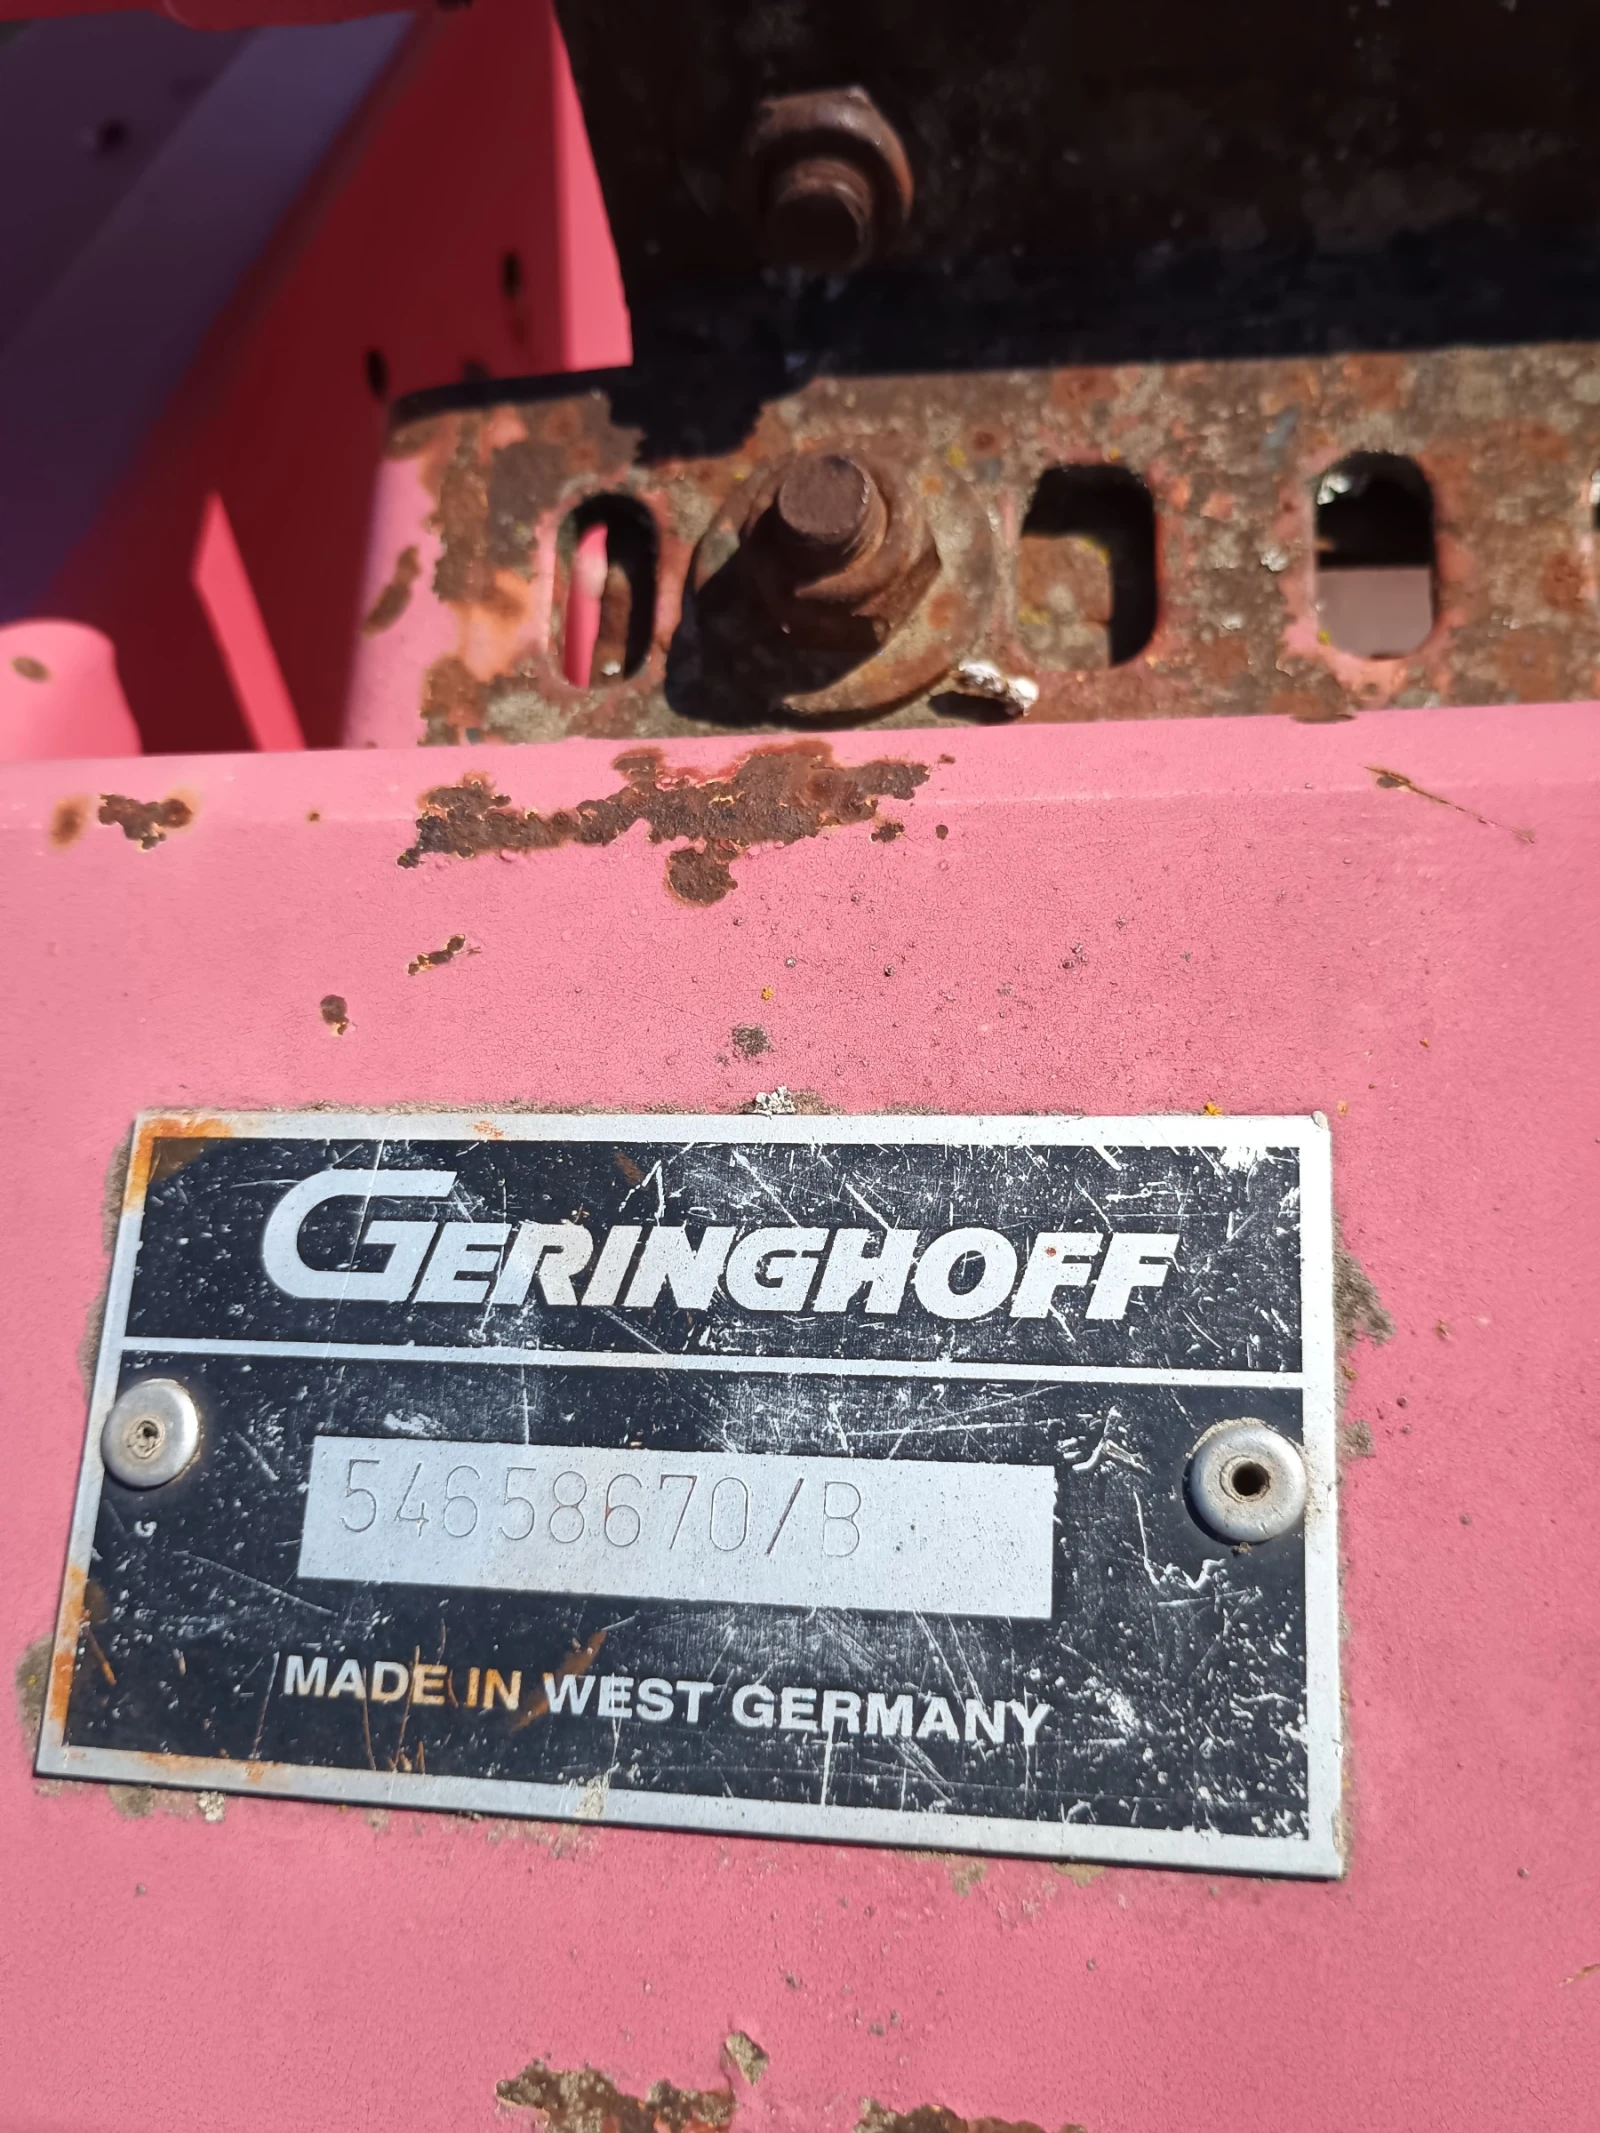 GERINGHOFF
54658670/B
MADE IN WEST GERMANY